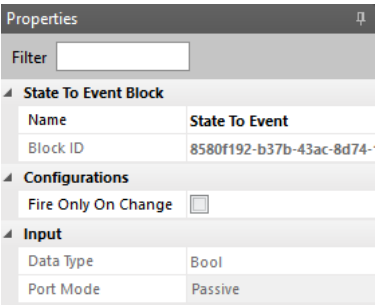 Properties
Filter
State To Event Block
Name State To Event
Block ID 8580f192-b37b-43ac-8d74-
Configurations
Fire Only On Change
Input
Data Type Bool
Port Mode Passive